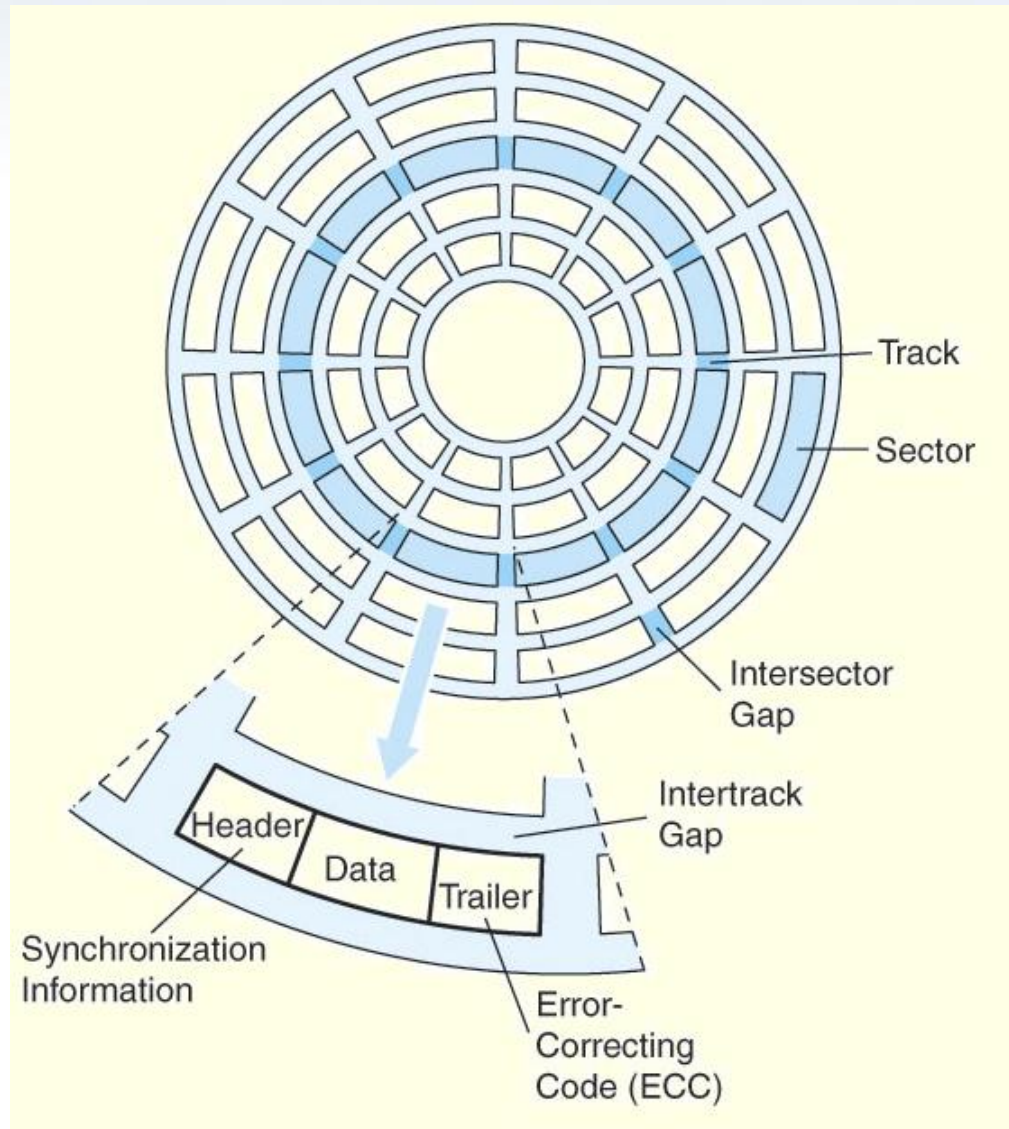 Track
Sector
Intersector
Gap
Intertrack
Gap
Header
Data
Trailer
Synchronization
Information
Error-
Correcting
Code (ECC)